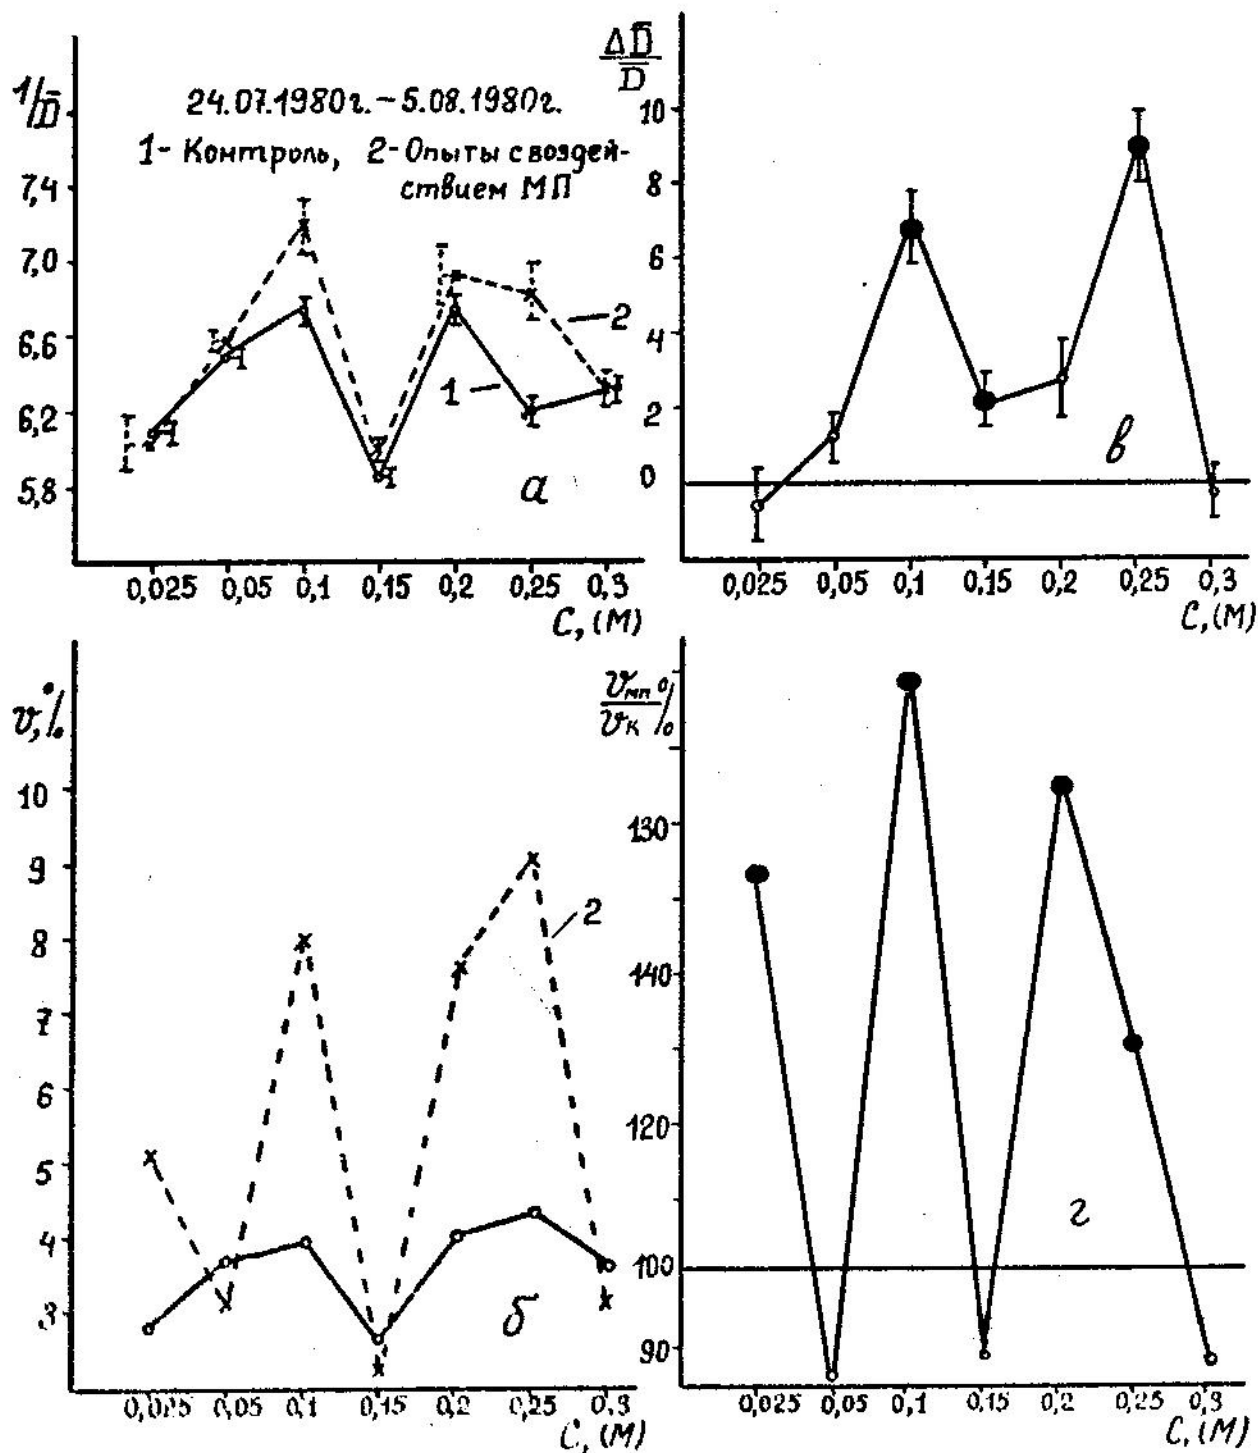 1/D̅
24.07.1980г. – 5.08.1980г.
1- Контроль, 2- Опыты с воздей-
ствием МП
7,4
7,0
6,6
6,2
5,8
2
1
а
0,025 0,05 0,1 0,15 0,2 0,25 0,3
C, (М)
ΔD̅
D̅
10
8
6
4
2
0
в
0,025 0,05 0,1 0,15 0,2 0,25 0,3
C, (М)
v,%
10
9
8
7
6
5
4
3
2
б
0,025 0,05 0,1 0,15 0,2 0,25 0,3
C, (М)
vмп %
vк
130
140
120
100
90
г
0,025 0,05 0,1 0,15 0,2 0,25 0,3
C, (М)